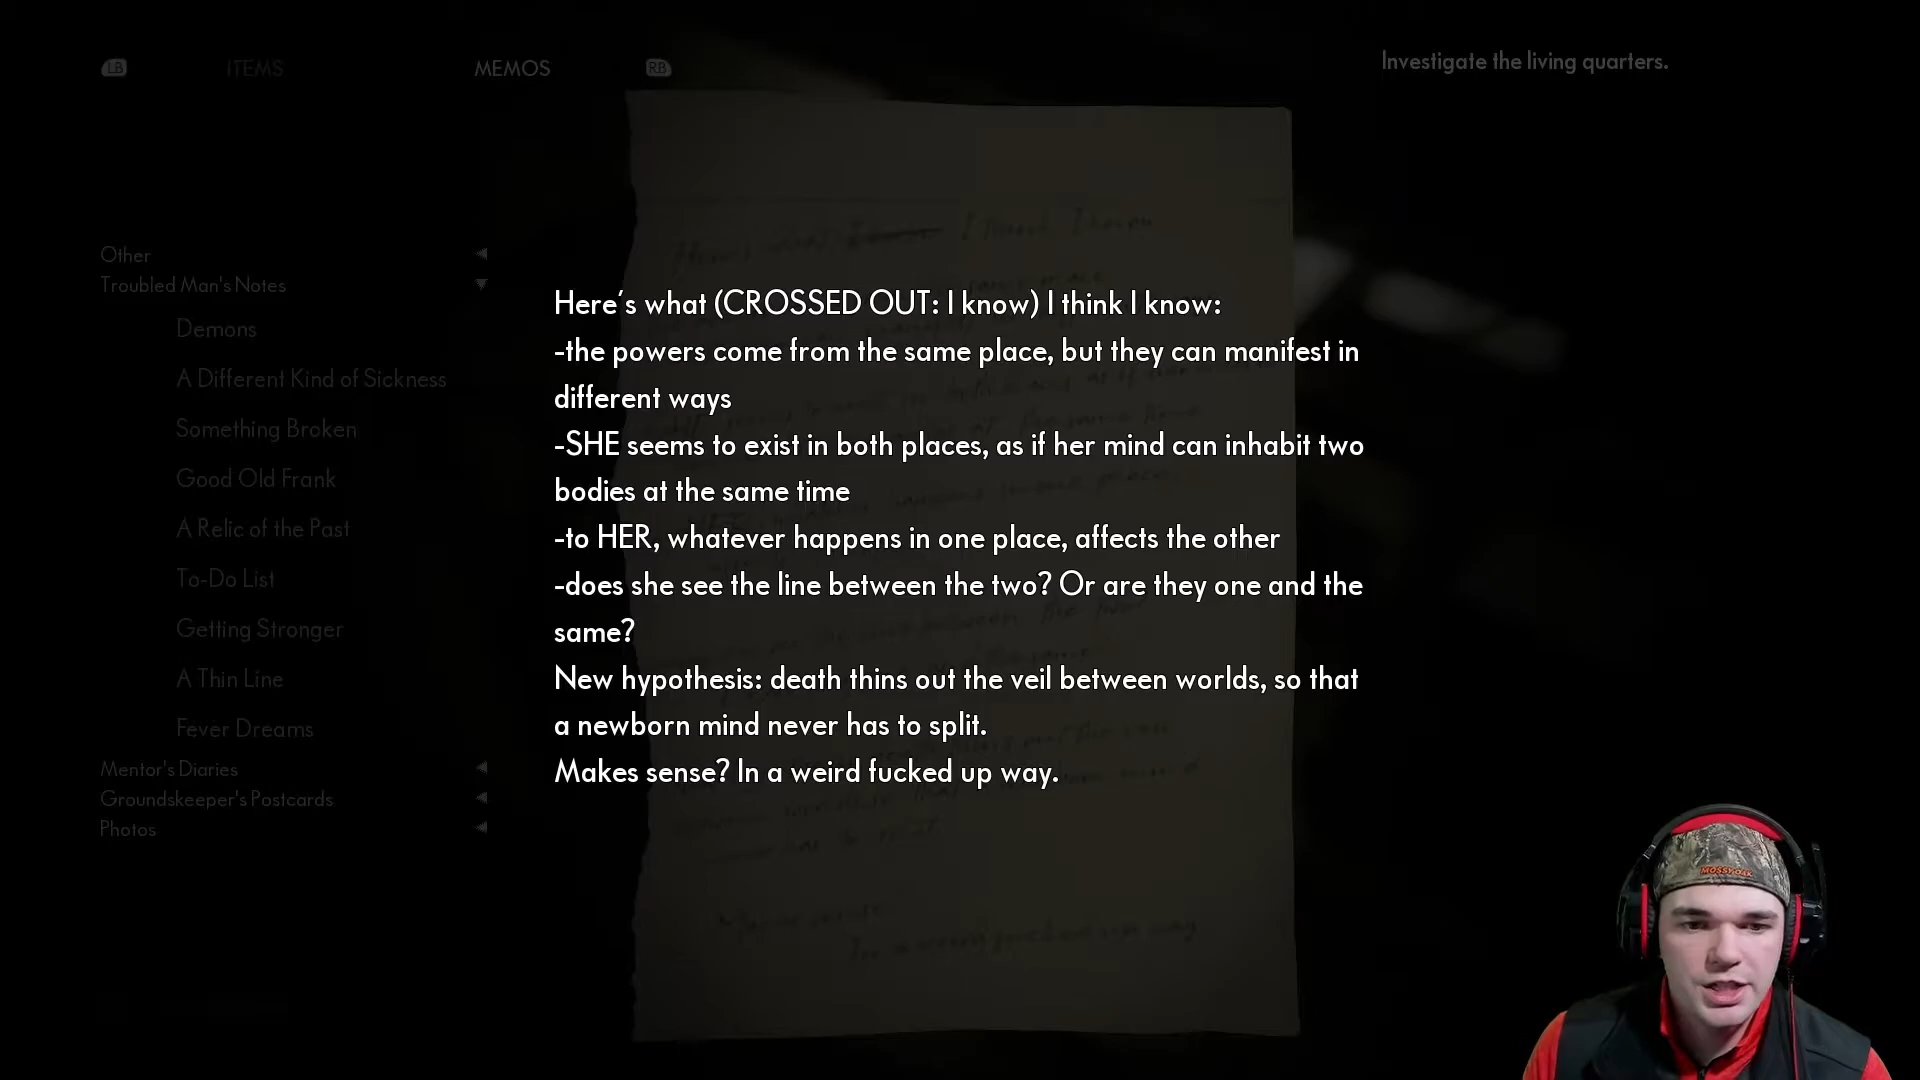 LB
ITEMS
MEMOS
RB
Investigate the living quarters.
Other
Troubled Man's Notes
Demons
A Different Kind of Sickness
Something Broken
Good Old Frank
A Relic of the Past
To-Do List
Getting Stronger
A Thin Line
Fever Dreams
Mentor's Diaries
Groundskeeper's Postcards
Photos
Here's what (CROSSED OUT: I know) I think I know:
-the powers come from the same place, but they can manifest in
different ways
-SHE seems to exist in both places, as if her mind can inhabit two
bodies at the same time
-to HER, whatever happens in one place, affects the other
-does she see the line between the two? Or are they one and the
same?
New hypothesis: death thins out the veil between worlds, so that
a newborn mind never has to split.
Makes sense? In a weird fucked up way.
MOSSY OAK